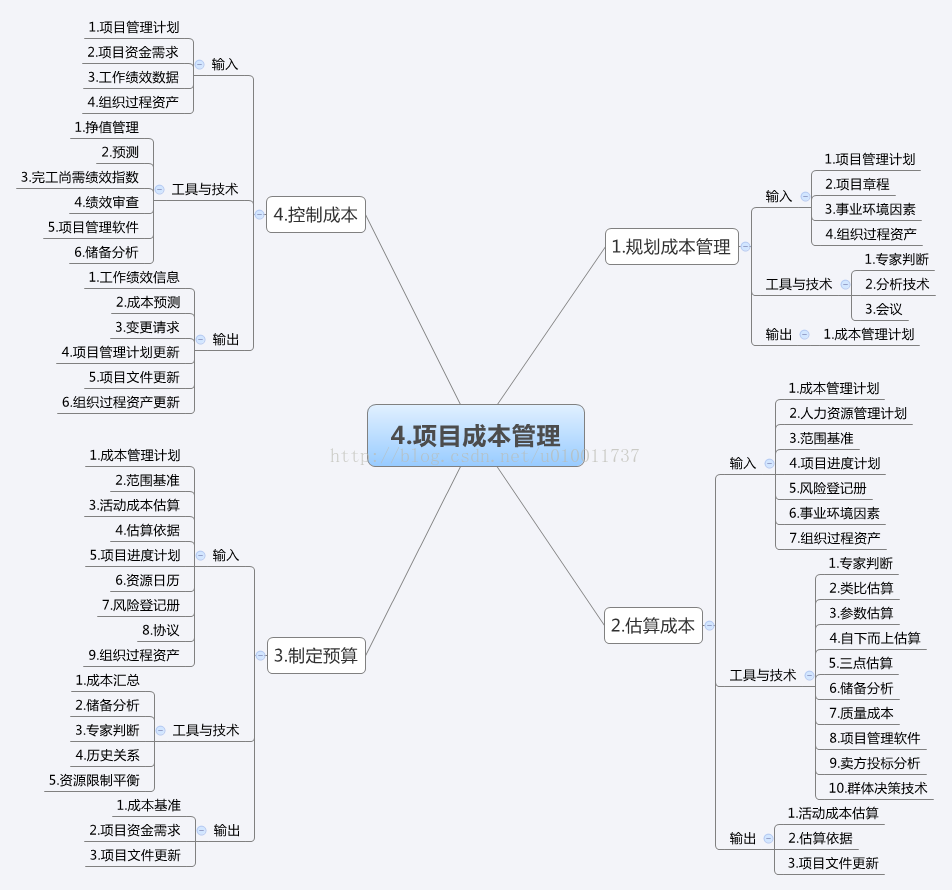 4.项目成本管理
http://blog.csdn.net/u010011737
1.规划成本管理
输入
1.项目管理计划
2.项目章程
3.事业环境因素
4.组织过程资产
工具与技术
1.专家判断
2.分析技术
3.会议
输出
1.成本管理计划
2.估算成本
输入
1.成本管理计划
2.人力资源管理计划
3.范围基准
4.项目进度计划
5.风险登记册
6.事业环境因素
7.组织过程资产
工具与技术
1.专家判断
2.类比估算
3.参数估算
4.自下而上估算
5.三点估算
6.储备分析
7.质量成本
8.项目管理软件
9.卖方投标分析
10.群体决策技术
输出
1.活动成本估算
2.估算依据
3.项目文件更新
3.制定预算
输入
1.成本管理计划
2.范围基准
3.活动成本估算
4.估算依据
5.项目进度计划
6.资源日历
7.风险登记册
8.协议
9.组织过程资产
工具与技术
1.成本汇总
2.储备分析
3.专家判断
4.历史关系
5.资源限制平衡
输出
1.成本基准
2.项目资金需求
3.项目文件更新
4.控制成本
输入
1.项目管理计划
2.项目资金需求
3.工作绩效数据
4.组织过程资产
工具与技术
1.挣值管理
2.预测
3.完工尚需绩效指数
4.绩效审查
5.项目管理软件
6.储备分析
输出
1.工作绩效信息
2.成本预测
3.变更请求
4.项目管理计划更新
5.项目文件更新
6.组织过程资产更新